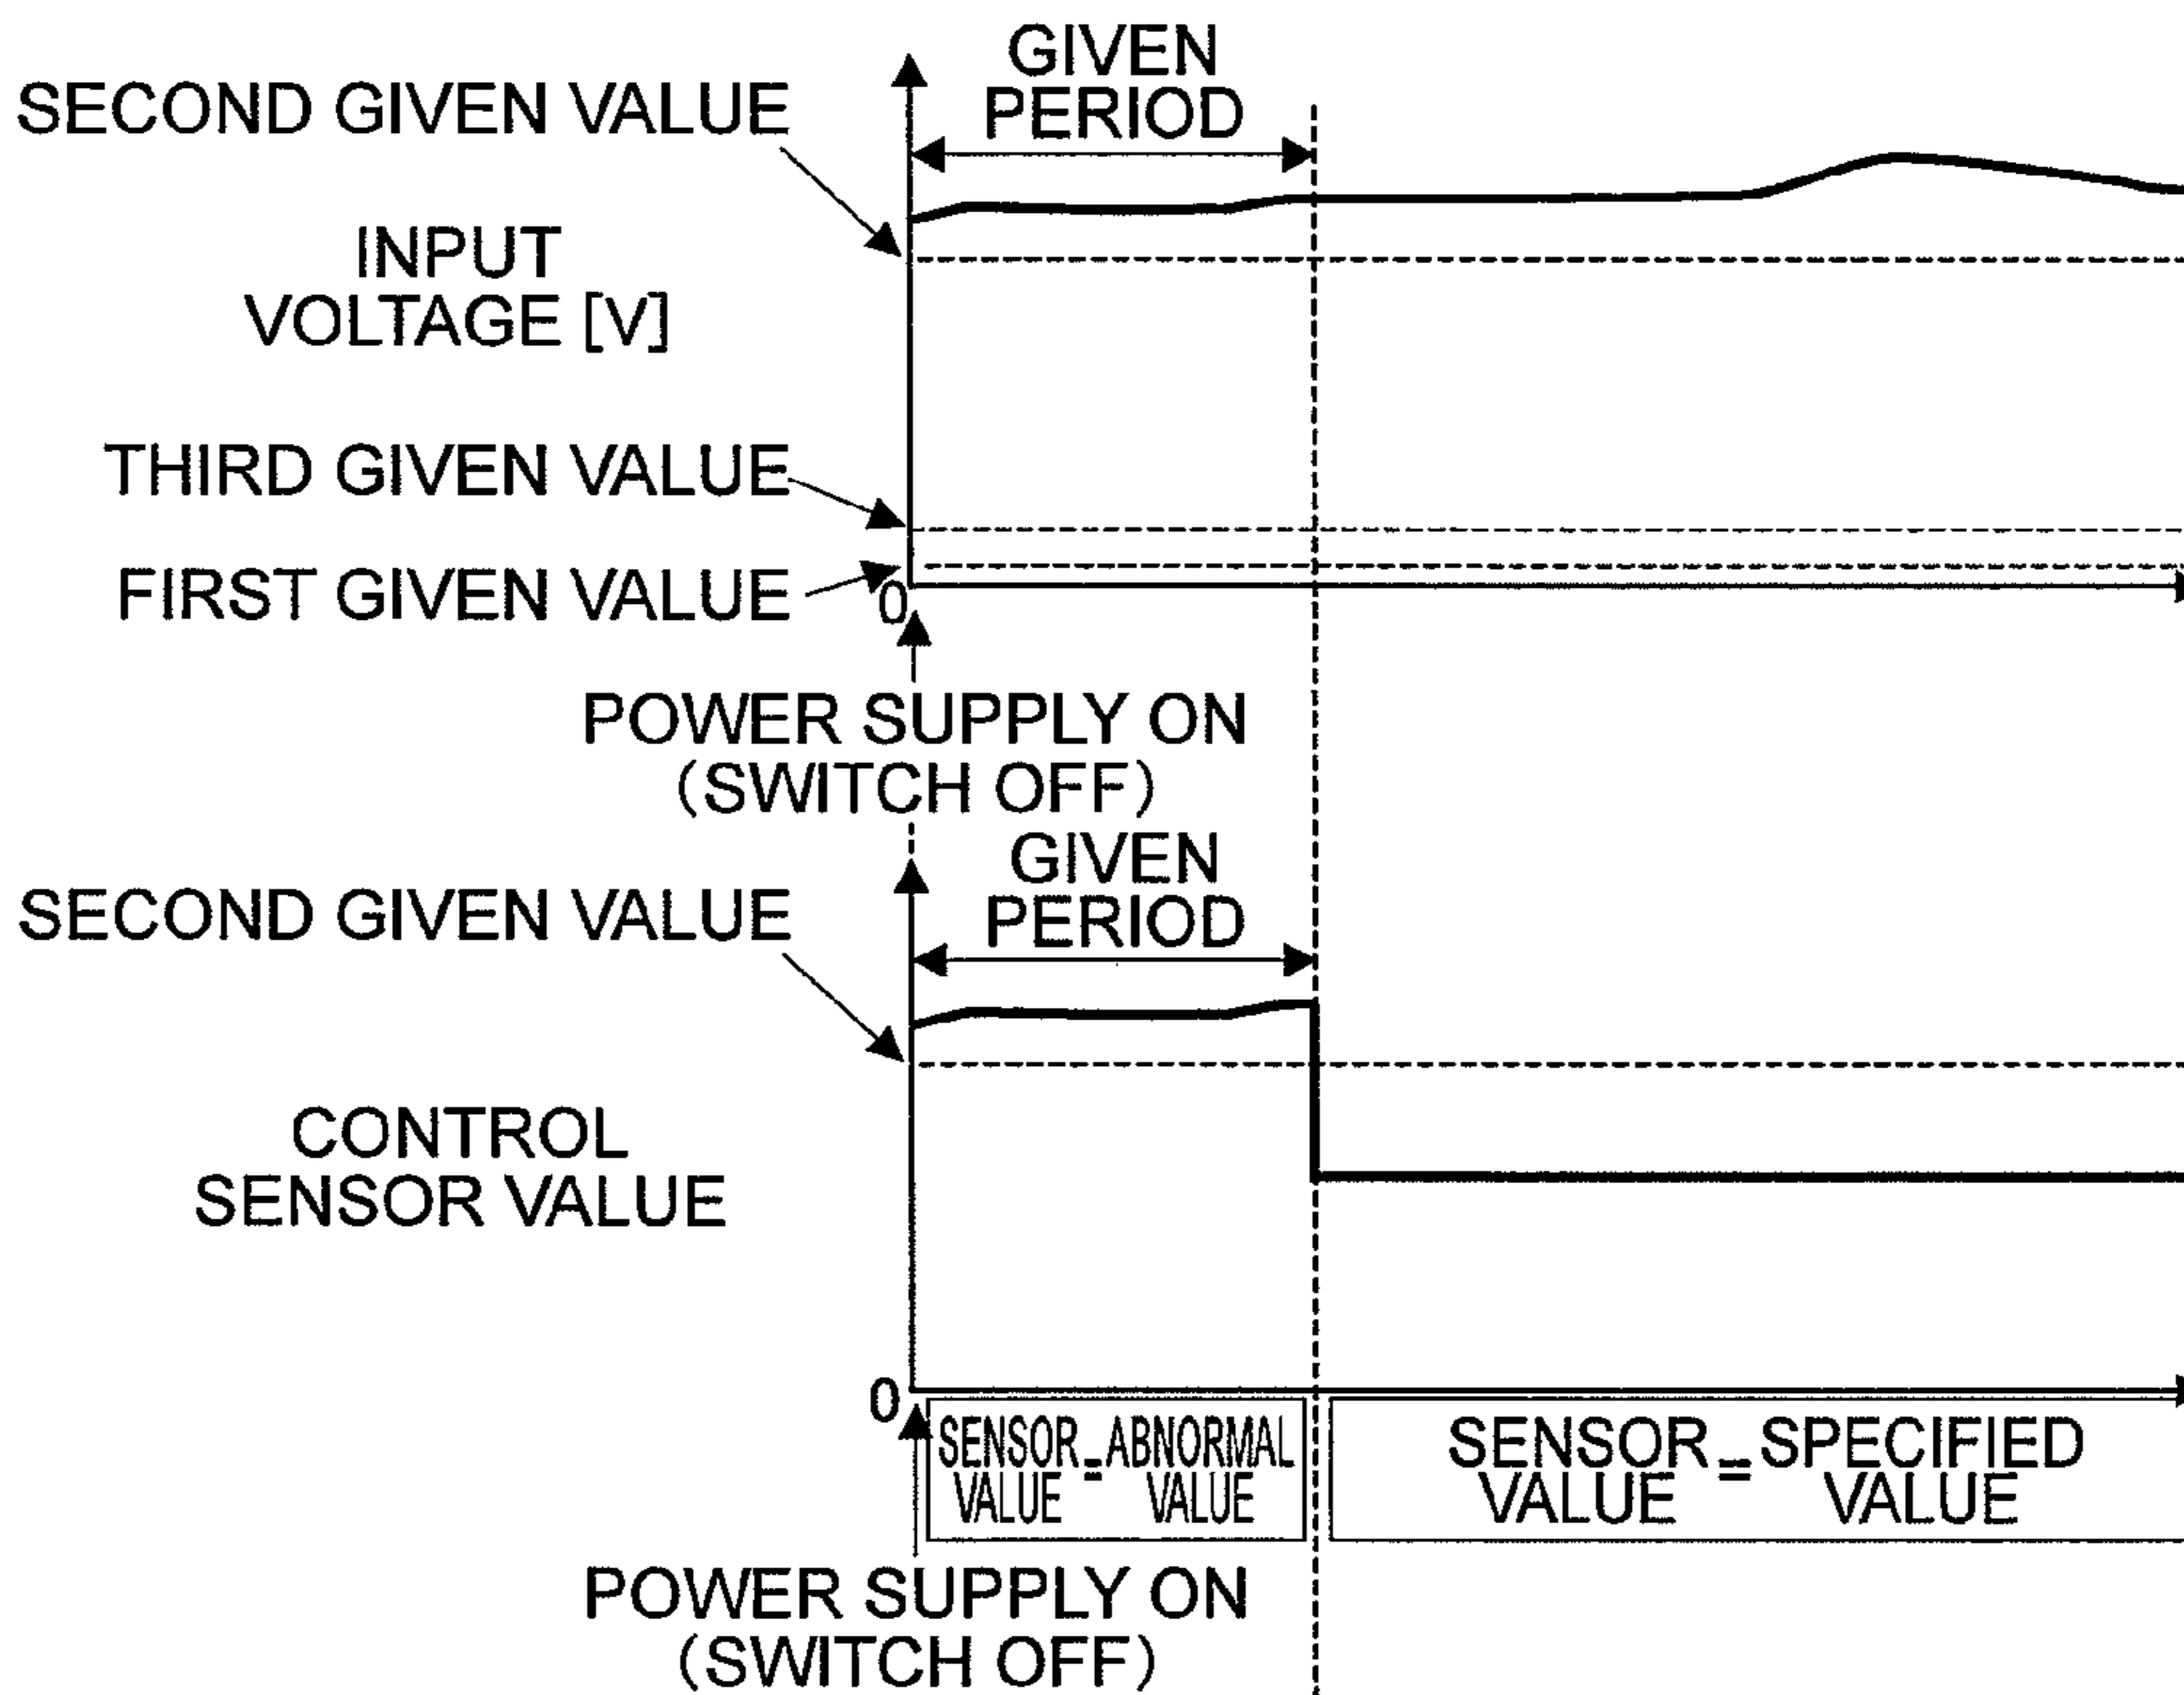 GIVEN
PERIOD
SECOND GIVEN VALUE
INPUT
VOLTAGE [V]
THIRD GIVEN VALUE
FIRST GIVEN VALUE
0
POWER SUPPLY ON
(SWITCH OFF)
GIVEN
PERIOD
SECOND GIVEN VALUE
CONTROL
SENSOR VALUE
0
SENSOR = ABNORMAL
VALUE VALUE
SENSOR = SPECIFIED
VALUE VALUE
POWER SUPPLY ON
(SWITCH OFF)